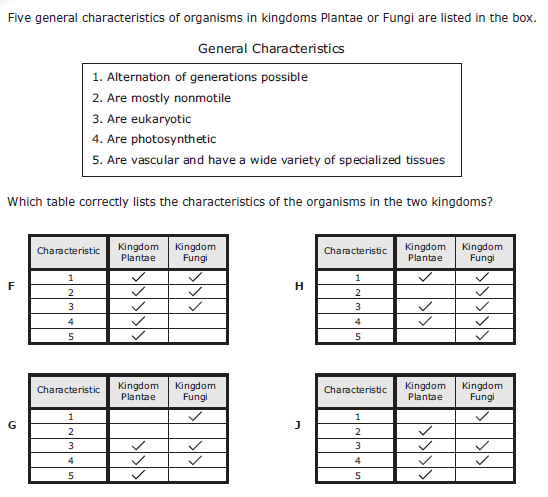 Five general characteristics of organisms in kingdoms Plantae or Fungi are listed in the box.
General Characteristics
1. Alternation of generations possible
2. Are mostly nonmotile
3. Are eukaryotic
4. Are photosynthetic
5. Are vascular and have a wide variety of specialized tissues
Which table correctly lists the characteristics of the organisms in the two kingdoms?
F
Characteristic Kingdom Plantae Kingdom Fungi
1 ✓ ✓
2 ✓ ✓
3 ✓ ✓
4 ✓
5 ✓
H
Characteristic Kingdom Plantae Kingdom Fungi
1 ✓ ✓
2 ✓
3 ✓ ✓
4 ✓ ✓
5 ✓
G
Characteristic Kingdom Plantae Kingdom Fungi
1 ✓
2
3 ✓ ✓
4 ✓ ✓
5 ✓
J
Characteristic Kingdom Plantae Kingdom Fungi
1 ✓
2 ✓
3 ✓ ✓
4 ✓ ✓
5 ✓